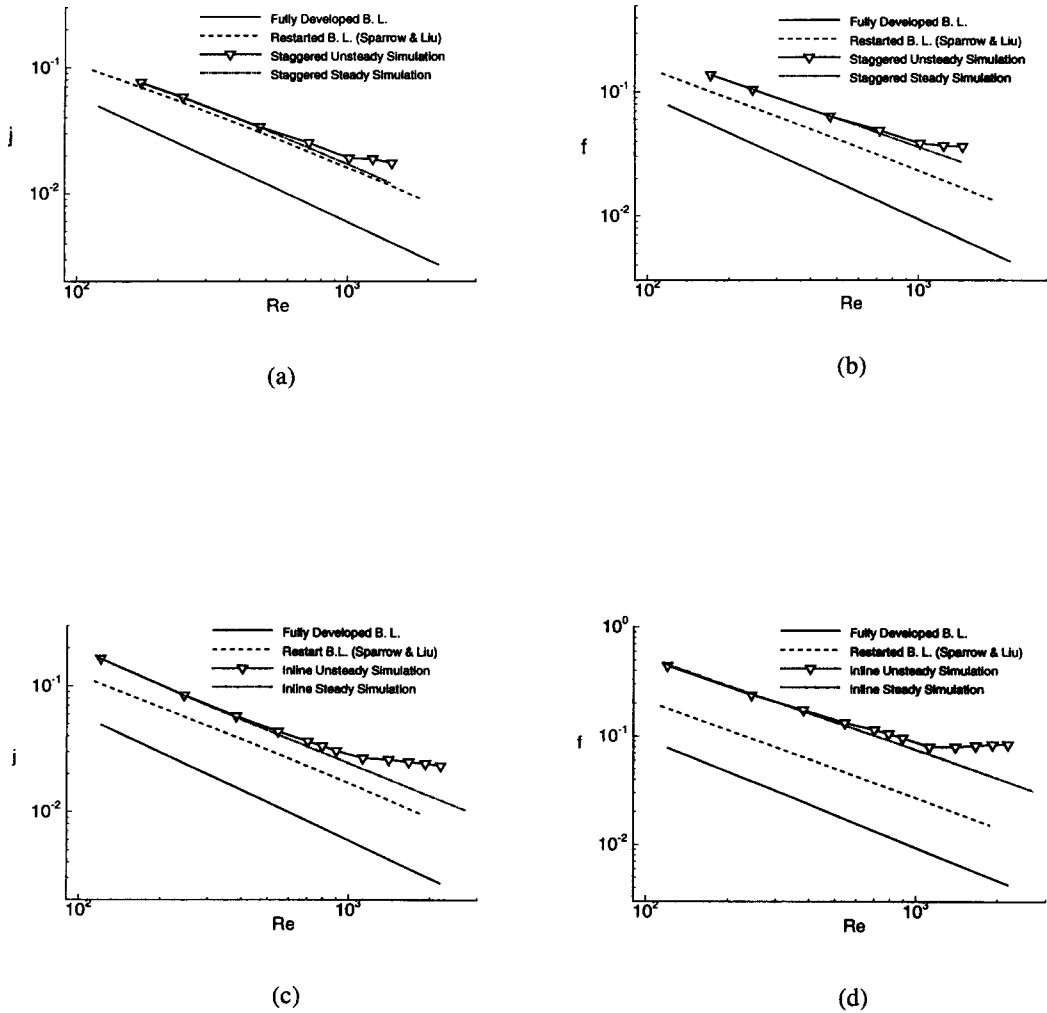 Fully Developed B. L.
Restarted B. L. (Sparrow & Liu)
Staggered Unsteady Simulation
Staggered Steady Simulation
10^-1
j
10^-2
10^2
10^3
Re
(a)
Fully Developed B. L.
Restarted B. L. (Sparrow & Liu)
Staggered Unsteady Simulation
Staggered Steady Simulation
10^-1
f
10^-2
10^2
10^3
Re
(b)
Fully Developed B. L.
Restart B.L. (Sparrow & Liu)
Inline Unsteady Simulation
Inline Steady Simulation
10^-1
j
10^-2
10^2
10^3
Re
(c)
10^0
Fully Developed B. L.
Restarted B. L. (Sparrow & Liu)
Inline Unsteady Simulation
Inline Steady Simulation
10^-1
f
10^-2
10^2
10^3
Re
(d)